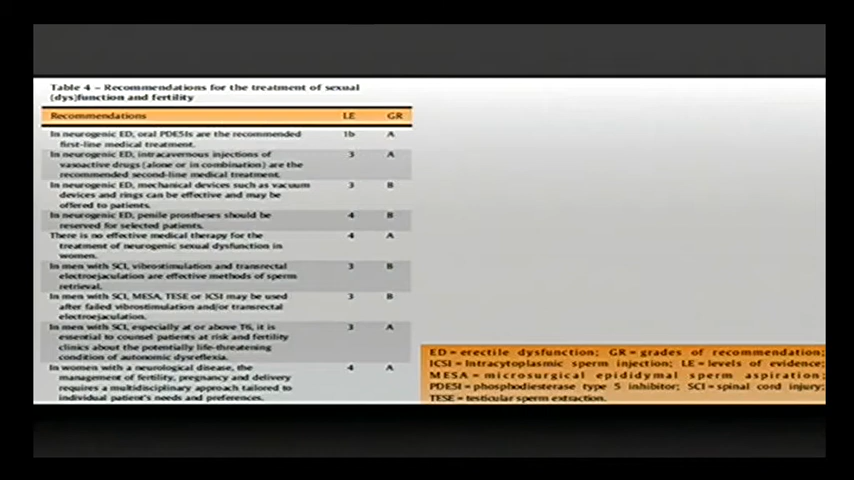 Table 4 – Recommendations for the treatment of sexual
(dys)function and fertility
Recommendations LE GR
In neurogenic ED, oral PDE5Is are the recommended 1b A
first-line medical treatment.
In neurogenic ED, intracavernous injections of 3 A
vasoactive drugs (alone or in combination) are the
recommended second-line medical treatment.
In neurogenic ED, mechanical devices such as vacuum 3 B
devices and rings can be effective and may be
offered to patients.
In neurogenic ED, penile prostheses should be 4 B
reserved for selected patients.
There is no effective medical therapy for the 4 A
treatment of neurogenic sexual dysfunction in
women.
In men with SCI, vibrostimulation and transrectal 3 B
electroejaculation are effective methods of sperm
retrieval.
In men with SCI, MESA, TESE or ICSI may be used 3 B
after failed vibrostimulation and/or transrectal
electroejaculation.
In men with SCI, especially at or above T6, it is 3 A
essential to counsel patients at risk and fertility
clinics about the potentially life-threatening
condition of autonomic dysreflexia.
In women with a neurological disease, the 4 A
management of fertility, pregnancy and delivery
requires a multidisciplinary approach tailored to
individual patient's needs and preferences.
ED = erectile dysfunction; GR = grades of recommendation;
ICSI = Intracytoplasmic sperm injection; LE = levels of evidence;
MESA = microsurgical epididymal sperm aspiration;
PDE5I = phosphodiesterase type 5 inhibitor; SCI = spinal cord injury;
TESE = testicular sperm extraction.